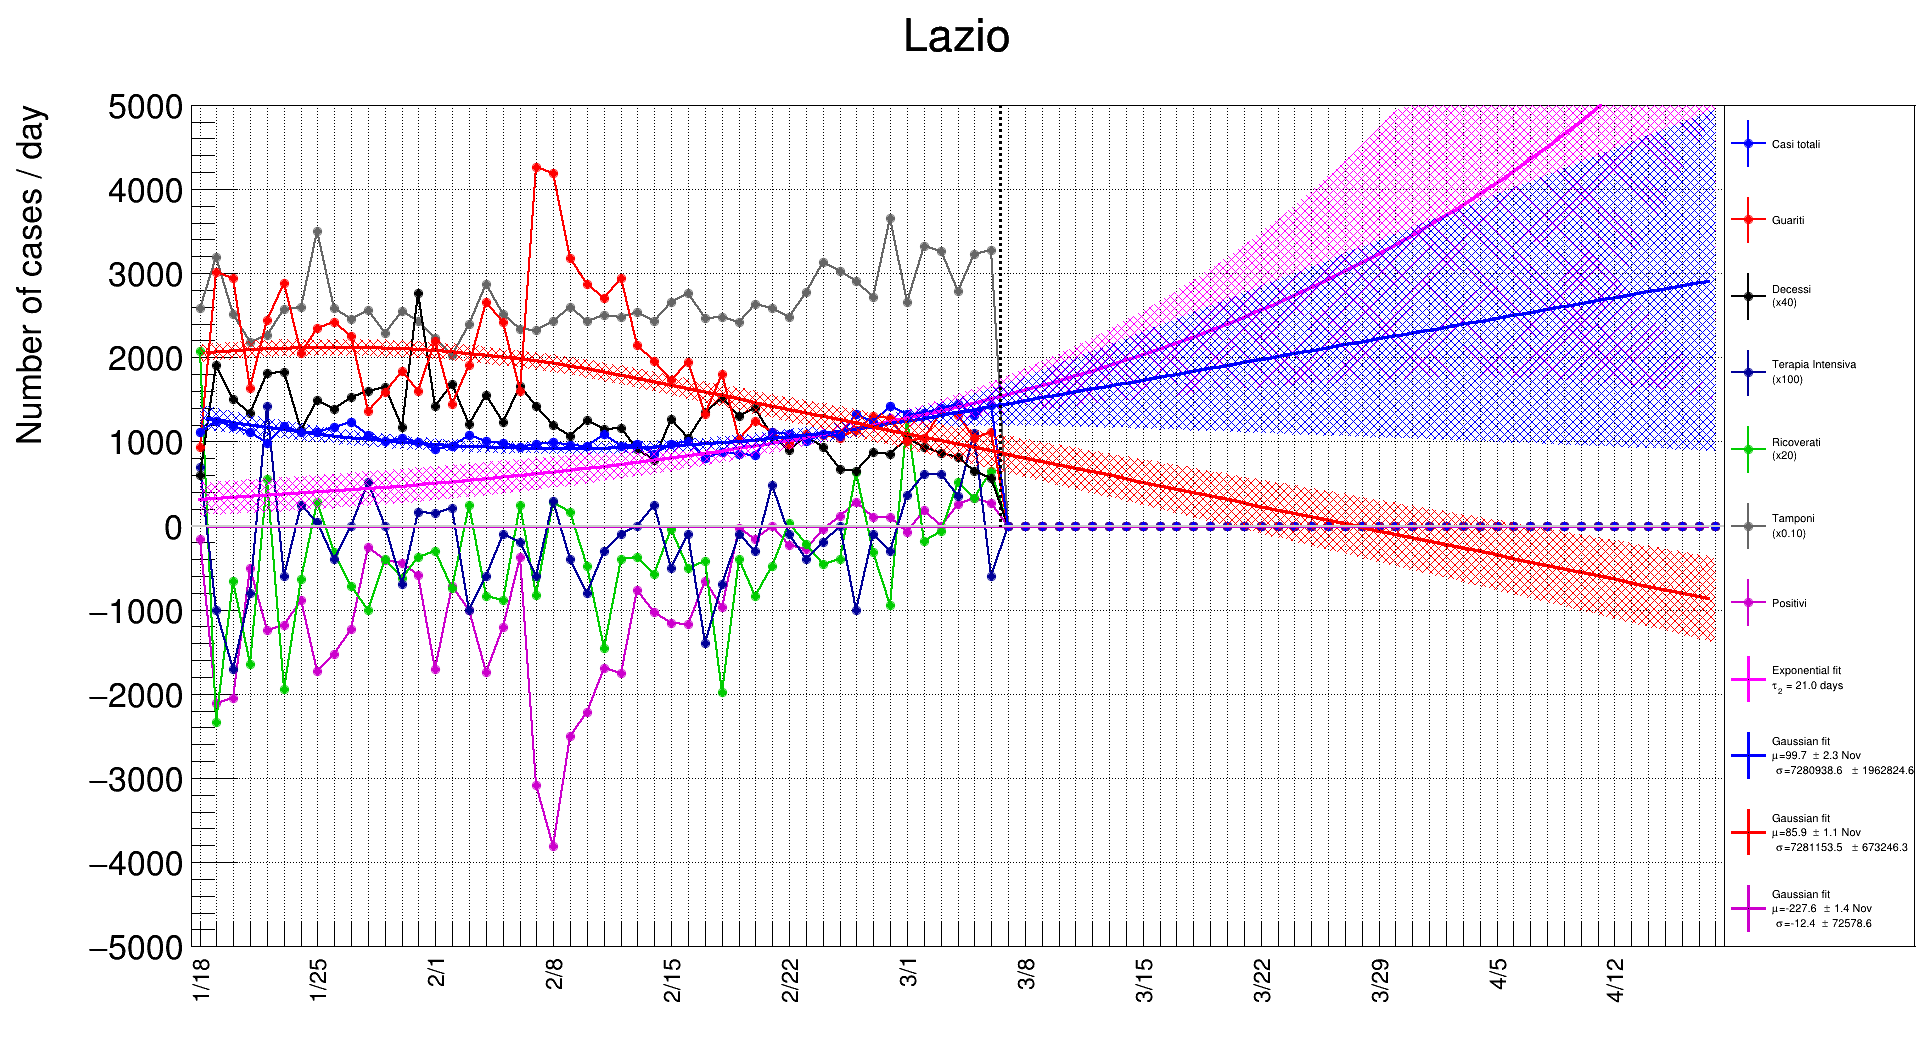 Lazio
Number of cases / day
5000
4000
3000
2000
1000
0
−1000
−2000
−3000
−4000
−5000
1/18
1/25
2/1
2/8
2/15
2/22
3/1
3/8
3/15
3/22
3/29
4/5
4/12
Casi totali
Guariti
Decessi
(x40)
Terapia Intensiva
(x100)
Ricoverati
(x20)
Tamponi
(x0.10)
Positivi
Exponential fit
τ2 = 21.0 days
Gaussian fit
μ=99.7 ± 2.3 Nov
σ=7280938.6 ± 1962824.6
Gaussian fit
μ=85.9 ± 1.1 Nov
σ=7281153.5 ± 673246.3
Gaussian fit
μ=-227.6 ± 1.4 Nov
σ=-12.4 ± 72578.6